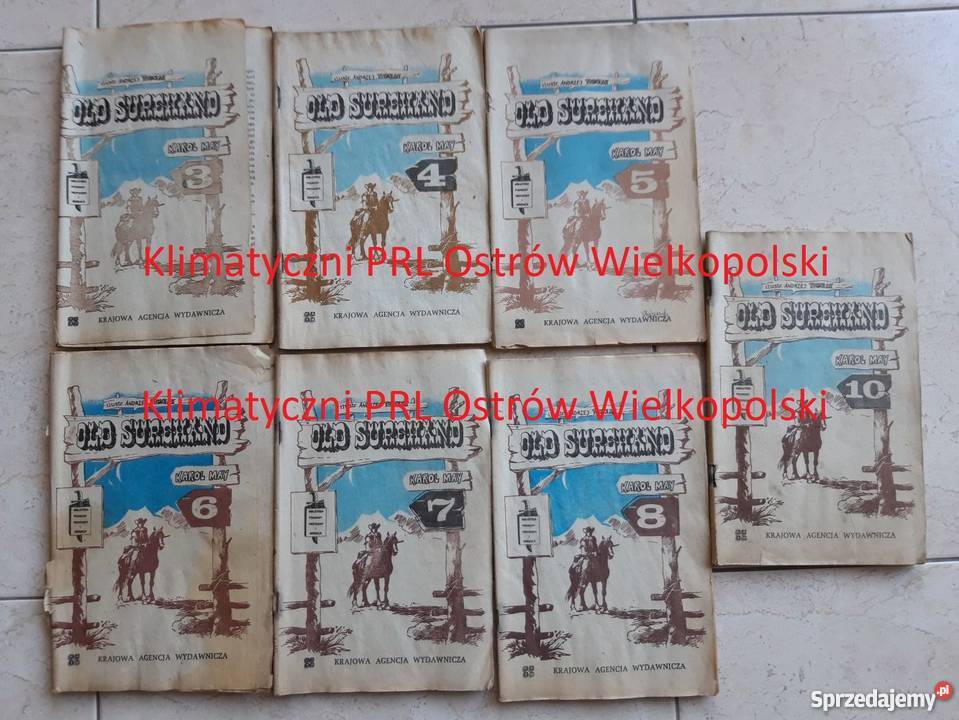 OLD SUREHAND
KAROL MAY
3
KRAJOWA AGENCJA WYDAWNICZA
OLD SUREHAND
KAROL MAY
4
KRAJOWA AGENCJA WYDAWNICZA
OLD SUREHAND
KAROL MAY
5
KRAJOWA AGENCJA WYDAWNICZA
Klimatyczni PRL Ostrów Wielkopolski
OLD SUREHAND
KAROL MAY
6
KRAJOWA AGENCJA WYDAWNICZA
OLD SUREHAND
KAROL MAY
7
KRAJOWA AGENCJA WYDAWNICZA
OLD SUREHAND
KAROL MAY
8
KRAJOWA AGENCJA WYDAWNICZA
OLD SUREHAND
KAROL MAY
10
KRAJOWA AGENCJA WYDAWNICZA
Klimatyczni PRL Ostrów Wielkopolski
Sprzedajemy.pl